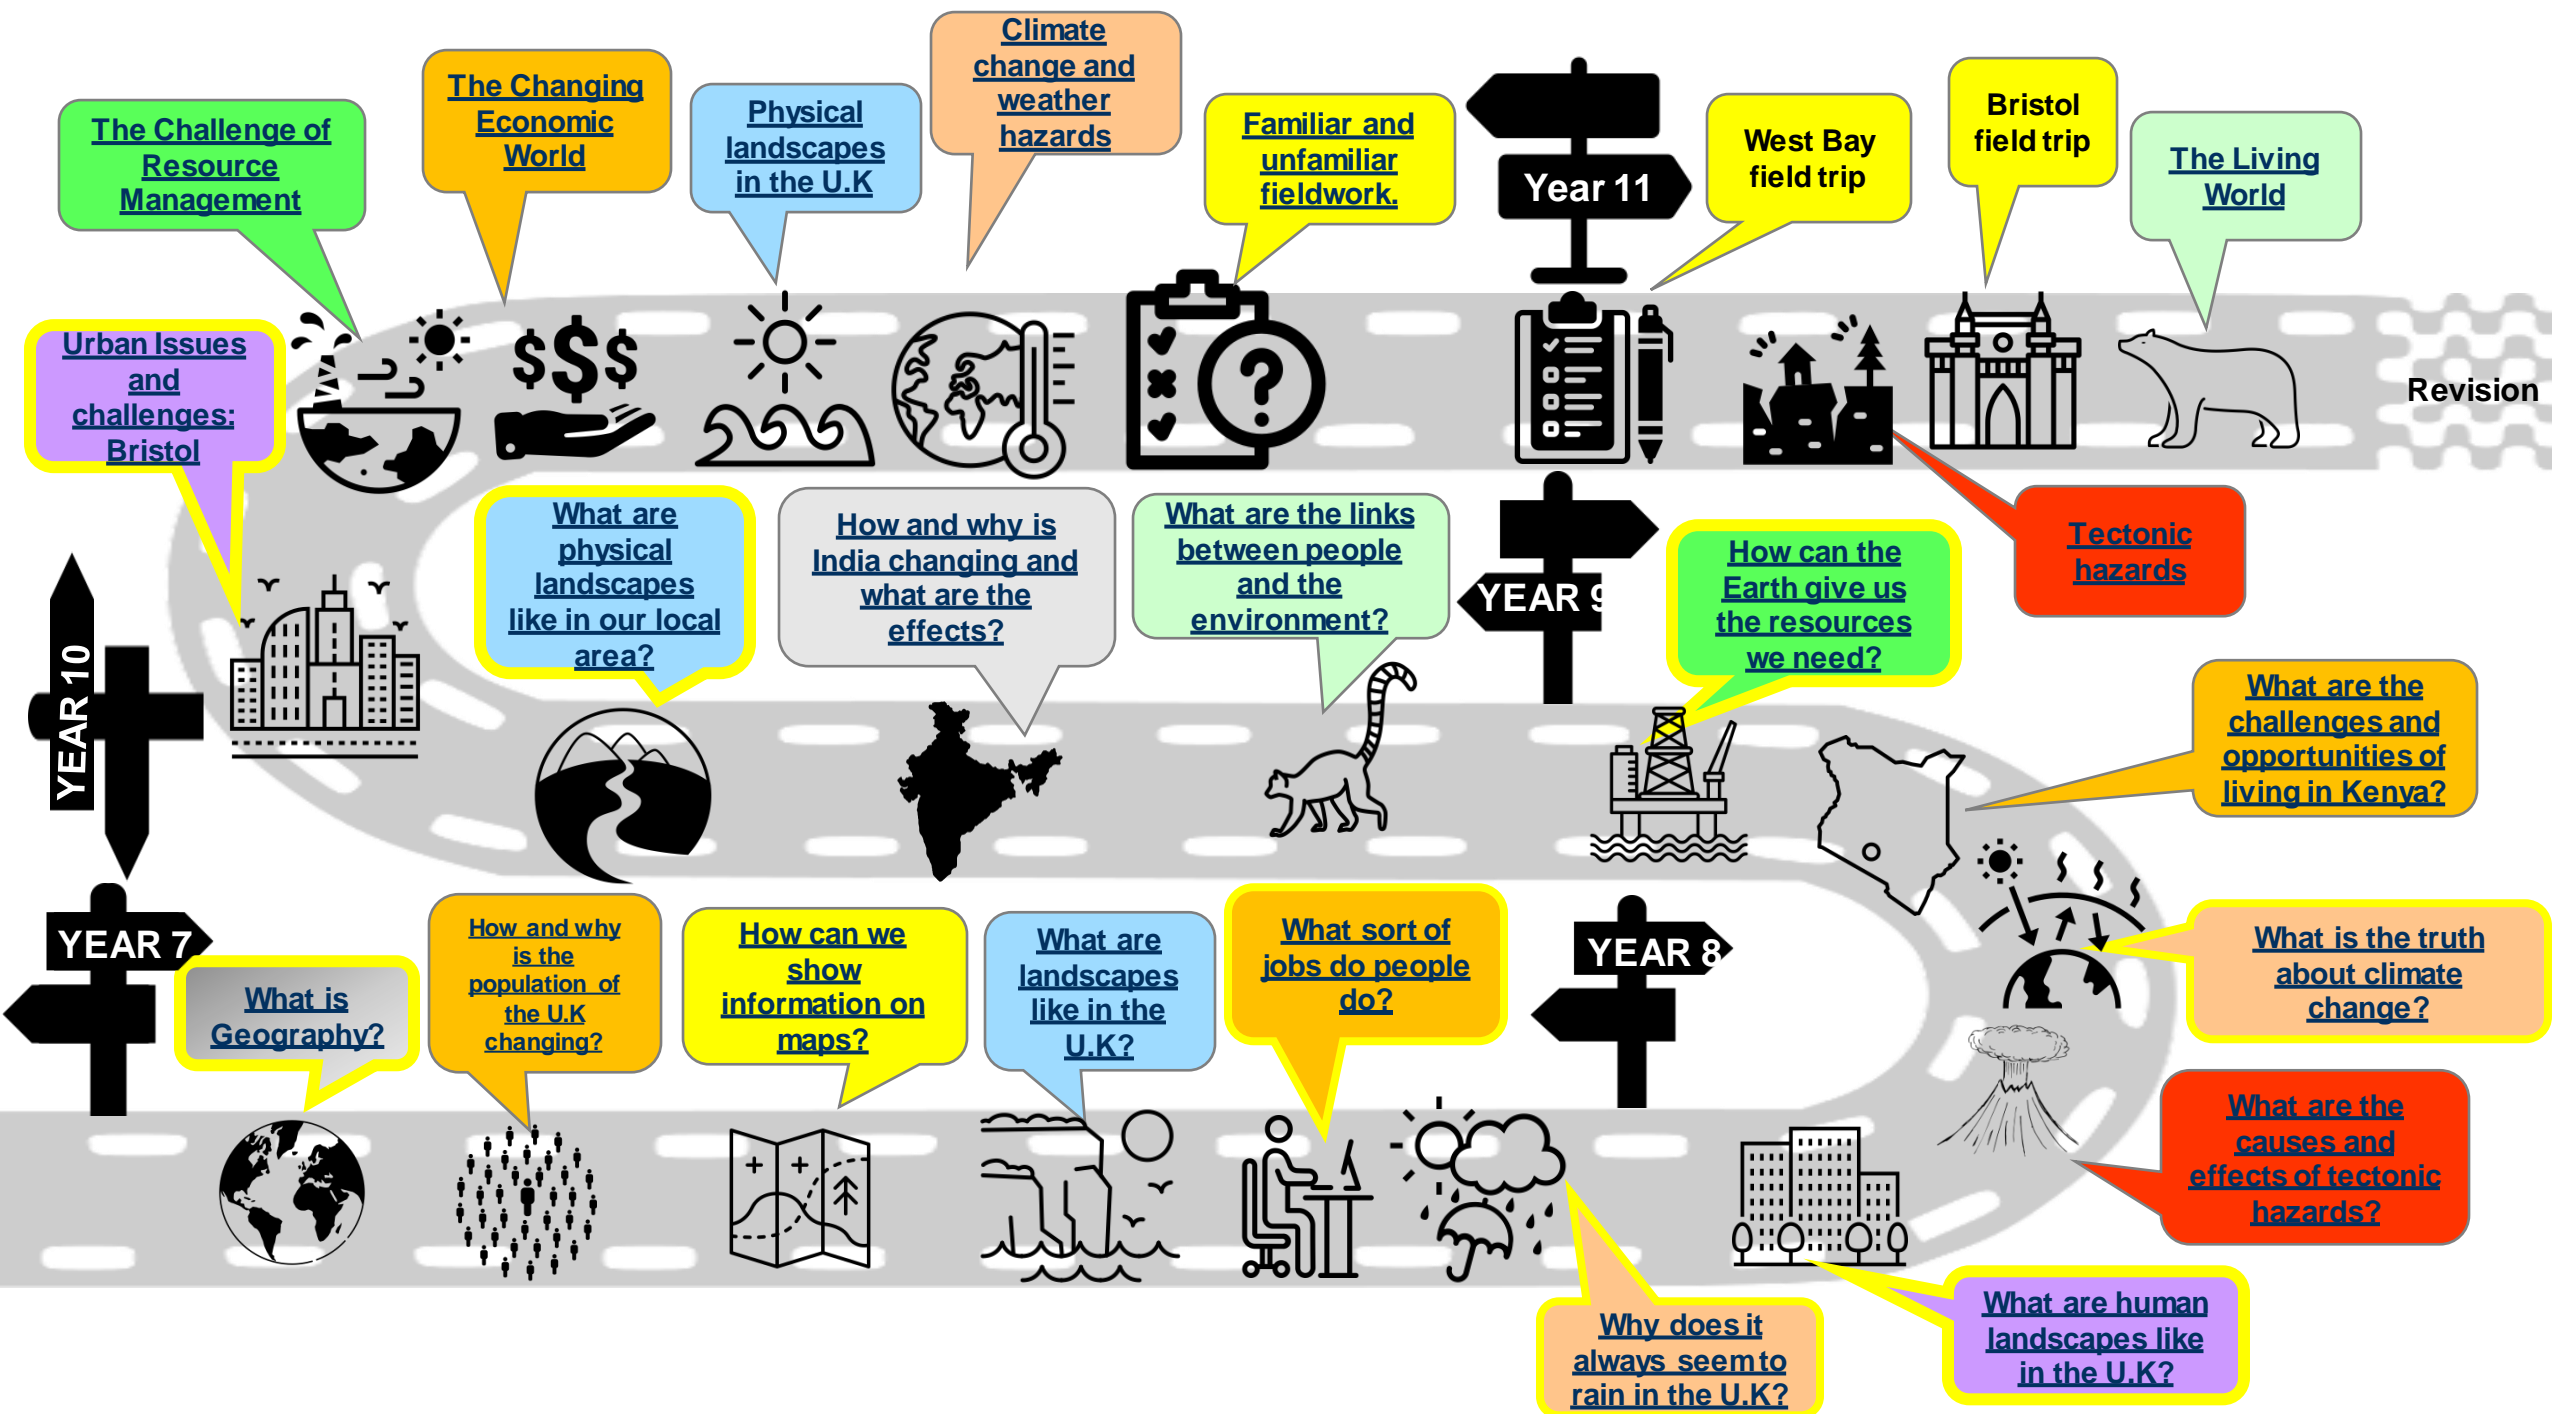 Climate
change and
weather
hazards
The Changing
Economic
World
Physical
landscapes
in the U.K
The Challenge of
Resource
Management
Familiar and
unfamiliar
fieldwork.
Year 11
West Bay
field trip
Bristol
field trip
The Living
World
Urban Issues
and
challenges:
Bristol
Revision
What are
physical
landscapes
like in our local
area?
How and why is
India changing and
what are the
effects?
What are the links
between people
and the
environment?
YEAR 9
How can the
Earth give us
the resources
we need?
Tectonic
hazards
YEAR 10
What are the
challenges and
opportunities of
living in Kenya?
What is the truth
about climate
change?
YEAR 7
What is
Geography?
How and why
is the
population of
the U.K
changing?
How can we
show
information on
maps?
What are
landscapes
like in the
U.K?
What sort of
jobs do people
do?
YEAR 8
What are the
causes and
effects of tectonic
hazards?
Why does it
always seem to
rain in the U.K?
What are human
landscapes like
in the U.K?